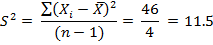 S² = ∑(Xᵢ - X̄)² / (n - 1) = 46 / 4 = 11.5